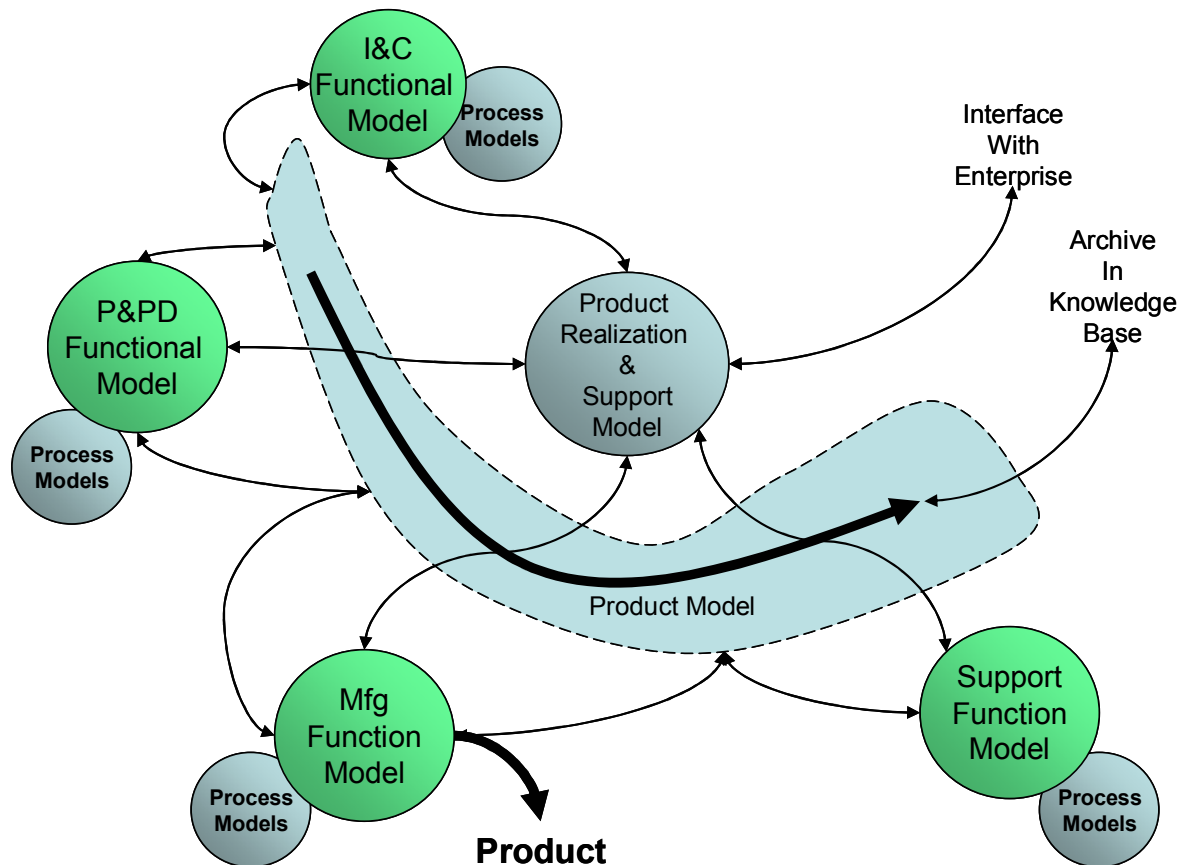 I&C
Functional
Model
Process
Models
Interface
With
Enterprise
Archive
In
Knowledge
Base
P&PD
Functional
Model
Process
Models
Product
Realization
&
Support
Model
Product Model
Mfg
Function
Model
Process
Models
Support
Function
Model
Process
Models
Product